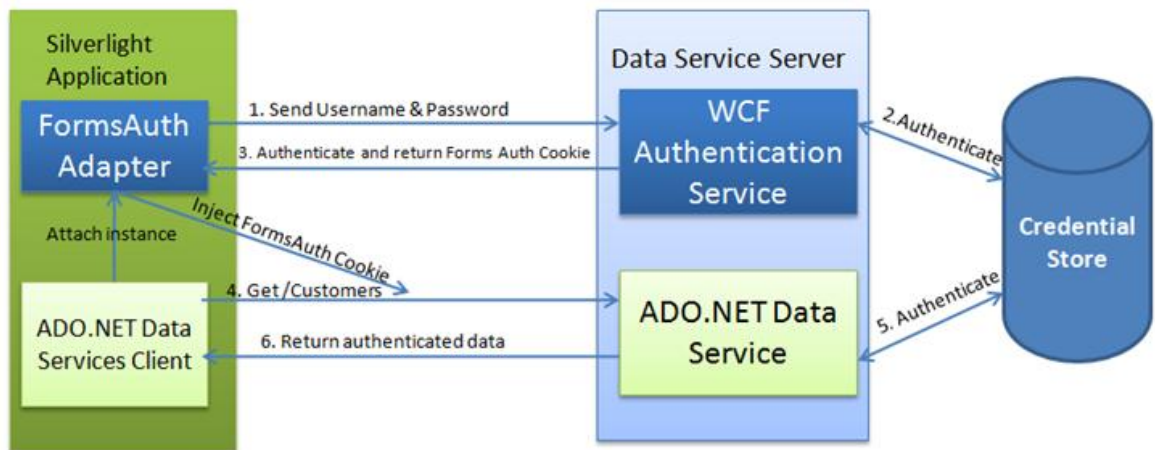 Silverlight
Application
FormsAuth
Adapter
Attach instance
ADO.NET Data
Services Client
1. Send Username & Password
3. Authenticate and return Forms Auth Cookie
Inject FormsAuth Cookie
4. Get /Customers
6. Return authenticated data
Data Service Server
WCF
Authentication
Service
ADO.NET Data
Service
2.Authenticate
5. Authenticate
Credential
Store